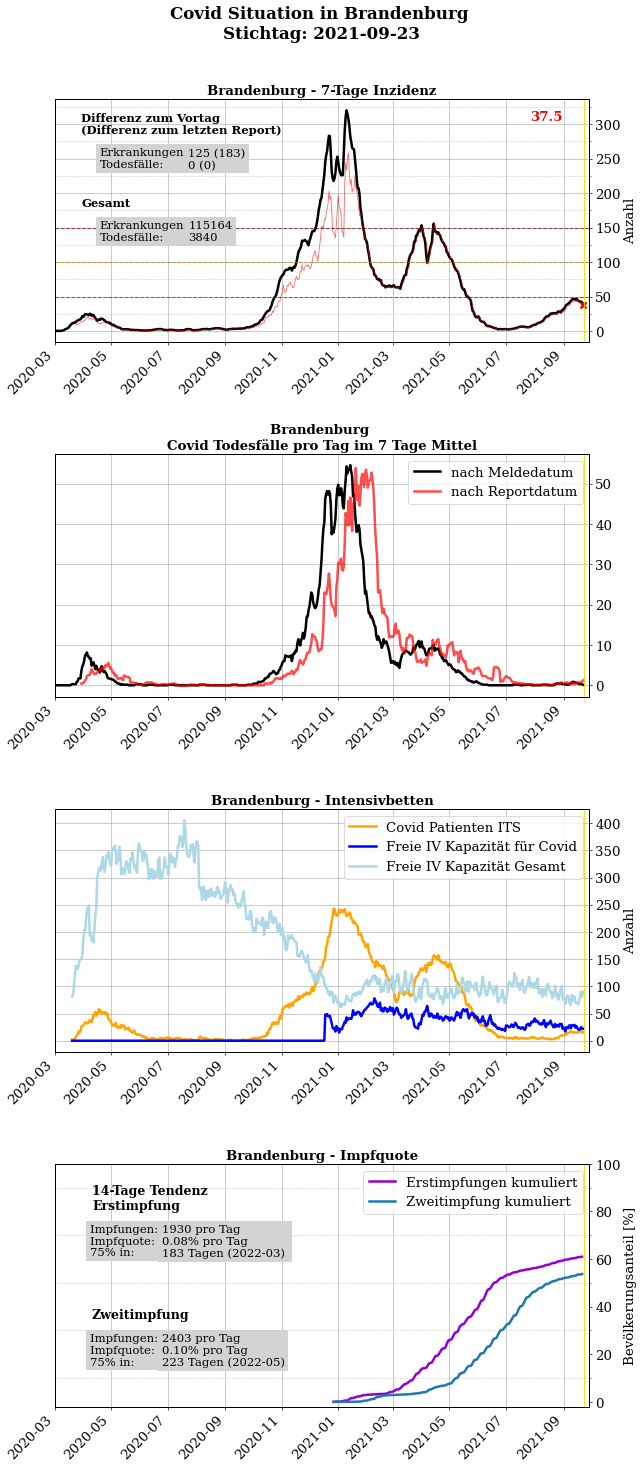 Covid Situation in Brandenburg
Stichtag: 2021-09-23
Brandenburg - 7-Tage Inzidenz
Differenz zum Vortag
(Differenz zum letzten Report)
Erkrankungen 125 (183)
Todesfälle: 0 (0)
Gesamt
Erkrankungen 115164
Todesfälle: 3840
37.5
300
250
200
150
100
50
0
Anzahl
2020-03
2020-05
2020-07
2020-09
2020-11
2021-01
2021-03
2021-05
2021-07
2021-09
Brandenburg
Covid Todesfälle pro Tag im 7 Tage Mittel
nach Meldedatum
nach Reportdatum
50
40
30
20
10
0
2020-03
2020-05
2020-07
2020-09
2020-11
2021-01
2021-03
2021-05
2021-07
2021-09
Brandenburg - Intensivbetten
Covid Patienten ITS
Freie IV Kapazität für Covid
Freie IV Kapazität Gesamt
400
350
300
250
200
150
100
50
0
Anzahl
2020-03
2020-05
2020-07
2020-09
2020-11
2021-01
2021-03
2021-05
2021-07
2021-09
Brandenburg - Impfquote
14-Tage Tendenz
Erstimpfung
Impfungen: 1930 pro Tag
Impfquote: 0.08% pro Tag
75% in: 183 Tagen (2022-03)
Zweitimpfung
Impfungen: 2403 pro Tag
Impfquote: 0.10% pro Tag
75% in: 223 Tagen (2022-05)
Erstimpfungen kumuliert
Zweitimpfung kumuliert
100
80
60
40
20
0
Bevölkerungsanteil [%]
2020-03
2020-05
2020-07
2020-09
2020-11
2021-01
2021-03
2021-05
2021-07
2021-09